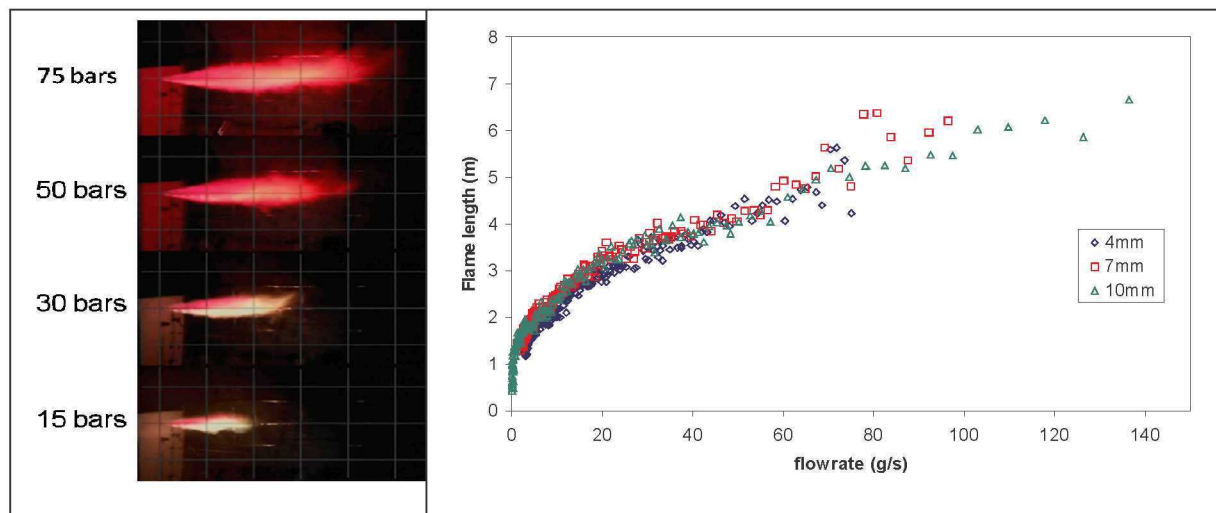 75 bars
50 bars
30 bars
15 bars
8
7
6
5
4
3
2
1
0
Flame length (m)
0 20 40 60 80 100 120 140
flowrate (g/s)
4mm
7mm
10mm